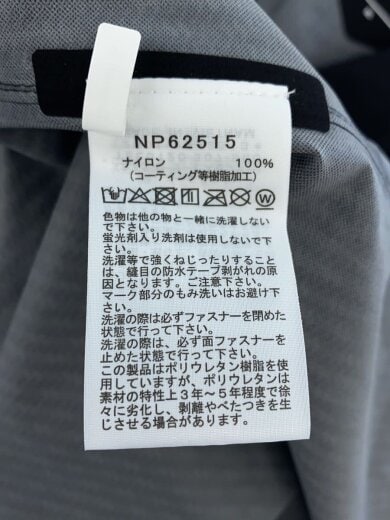 NP62515
ナイロン 100%
(コーティング等樹脂加工)
色物は他の物と一緒に洗濯しない
で下さい。
蛍光剤入り洗剤は使用しないで下
さい。
洗濯等で強くねじったりすること
は、縫目の防水テープ剥がれの原
因となります。ご注意下さい。
マーク部分のもみ洗いはお避け下
さい。
洗濯の際は必ずファスナーを閉めた
状態で行って下さい。
洗濯の際は、必ず面ファスナーを
止めた状態で行って下さい。
この製品はポリウレタン樹脂を使
用していますが、ポリウレタンは
素材の特性上3年~5年程度で徐
々に劣化し、剥離やべたつきを生
じさせる場合があります。